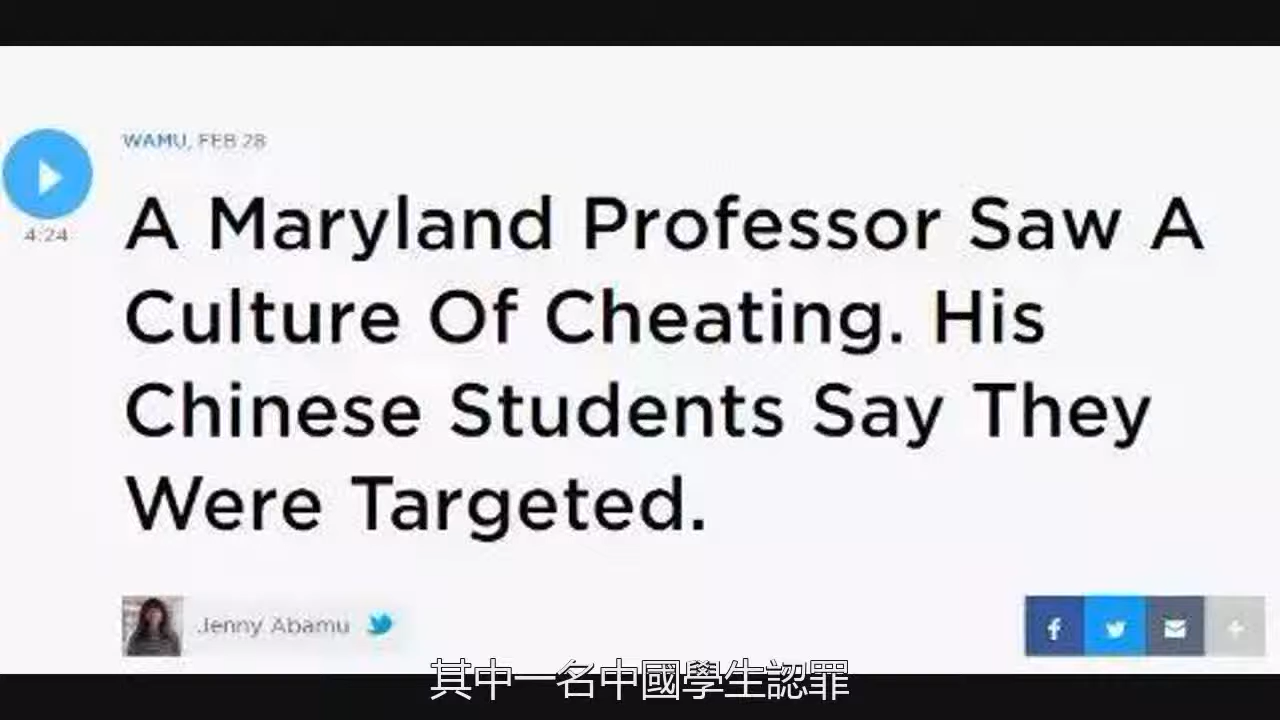 WAMU, FEB 28
A Maryland Professor Saw A
Culture Of Cheating. His
Chinese Students Say They
Were Targeted.
4:24
Jenny Abamu
f
+
其中一名中國學生認罪